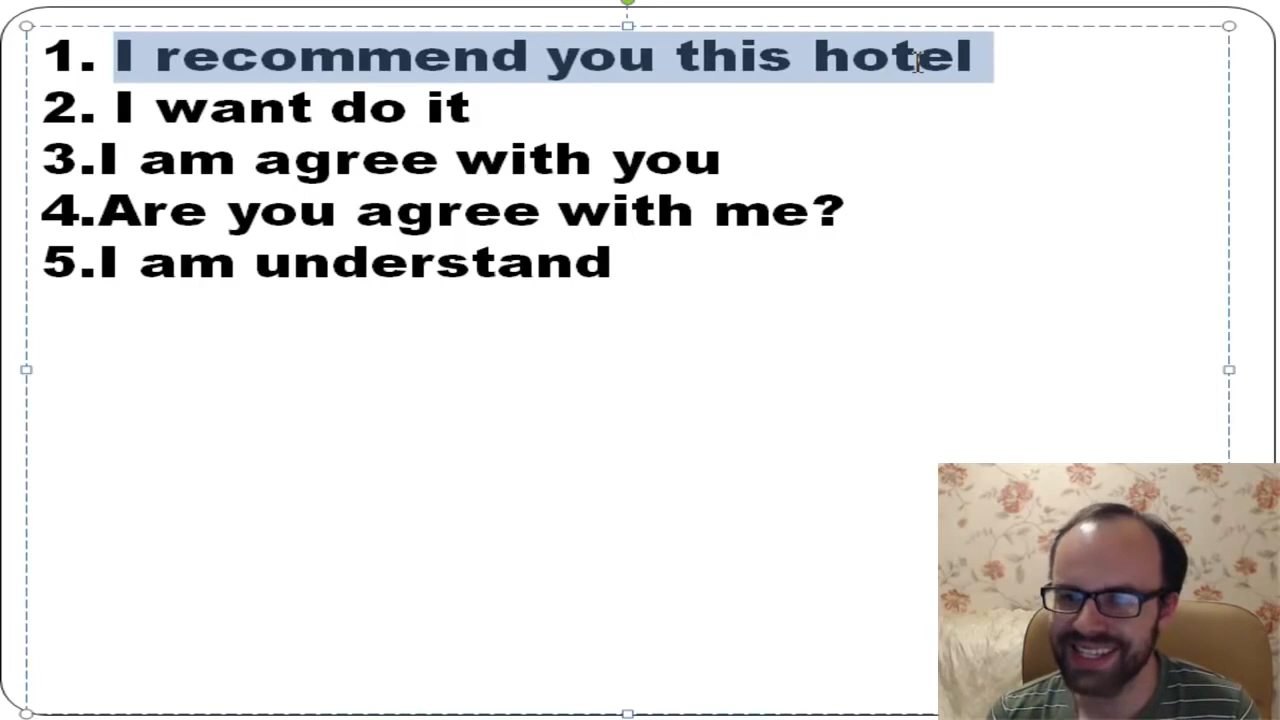 1. I recommend you this hotel
2. I want do it
3.I am agree with you
4.Are you agree with me?
5.I am understand